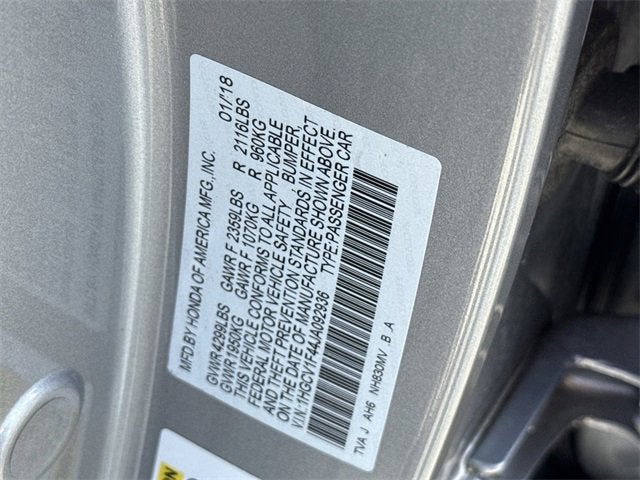 MFD BY HONDA OF AMERICA MFG.,INC. 01/'18
GVWR 4299LBS GAWR F 2359LBS R 2116LBS
GVWR 1950KG GAWR F 1070KG R 960KG
THIS VEHICLE CONFORMS TO ALL APPLICABLE
FEDERAL MOTOR VEHICLE SAFETY BUMPER,
AND THEFT PREVENTION STANDARDS IN EFFECT
ON THE DATE OF MANUFACTURE SHOWN ABOVE.
V.I.N:1HGCV1F44JA092936 TYPE:PASSENGER CAR
TVA J AH6 NH830MV .B .A